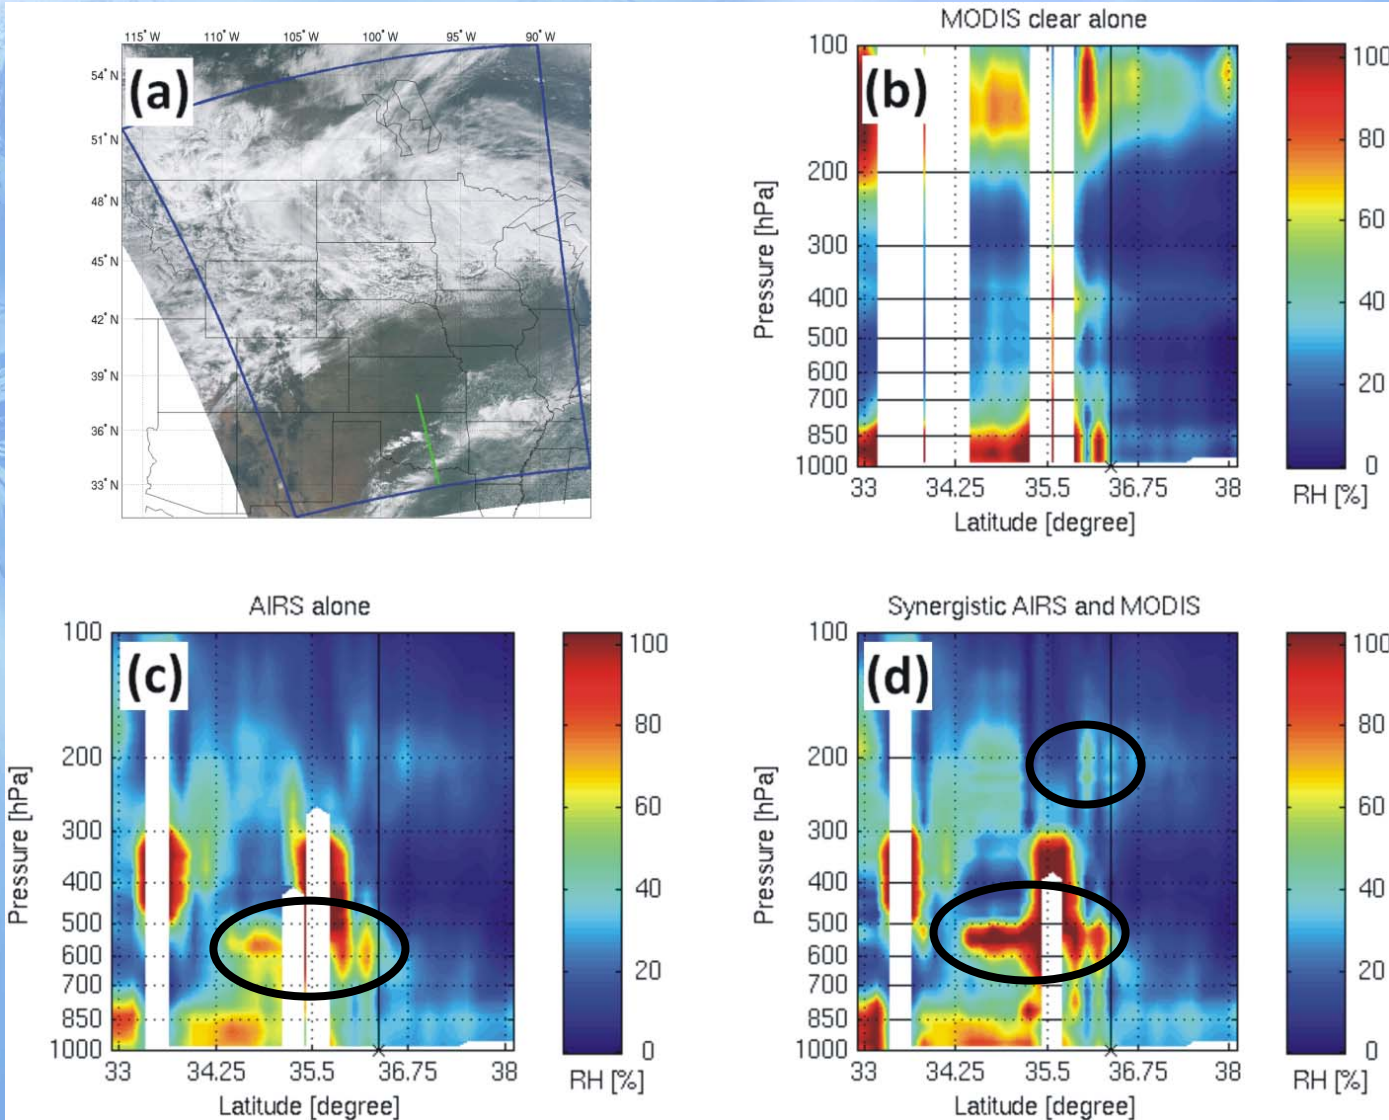 115° W 110° W 105° W 100° W 95° W 90° W
54° N
51° N
48° N
45° N
42° N
39° N
36° N
33° N
(a)
MODIS clear alone
(b)
Pressure [hPa]
100
200
300
400
500
600
700
850
1000
33 34.25 35.5 36.75 38
Latitude [degree]
100
80
60
40
20
0
RH [%]
AIRS alone
(c)
Pressure [hPa]
100
200
300
400
500
600
700
850
1000
33 34.25 35.5 36.75 38
Latitude [degree]
100
80
60
40
20
0
RH [%]
Synergistic AIRS and MODIS
(d)
Pressure [hPa]
100
200
300
400
500
600
700
850
1000
33 34.25 35.5 36.75 38
Latitude [degree]
100
80
60
40
20
0
RH [%]